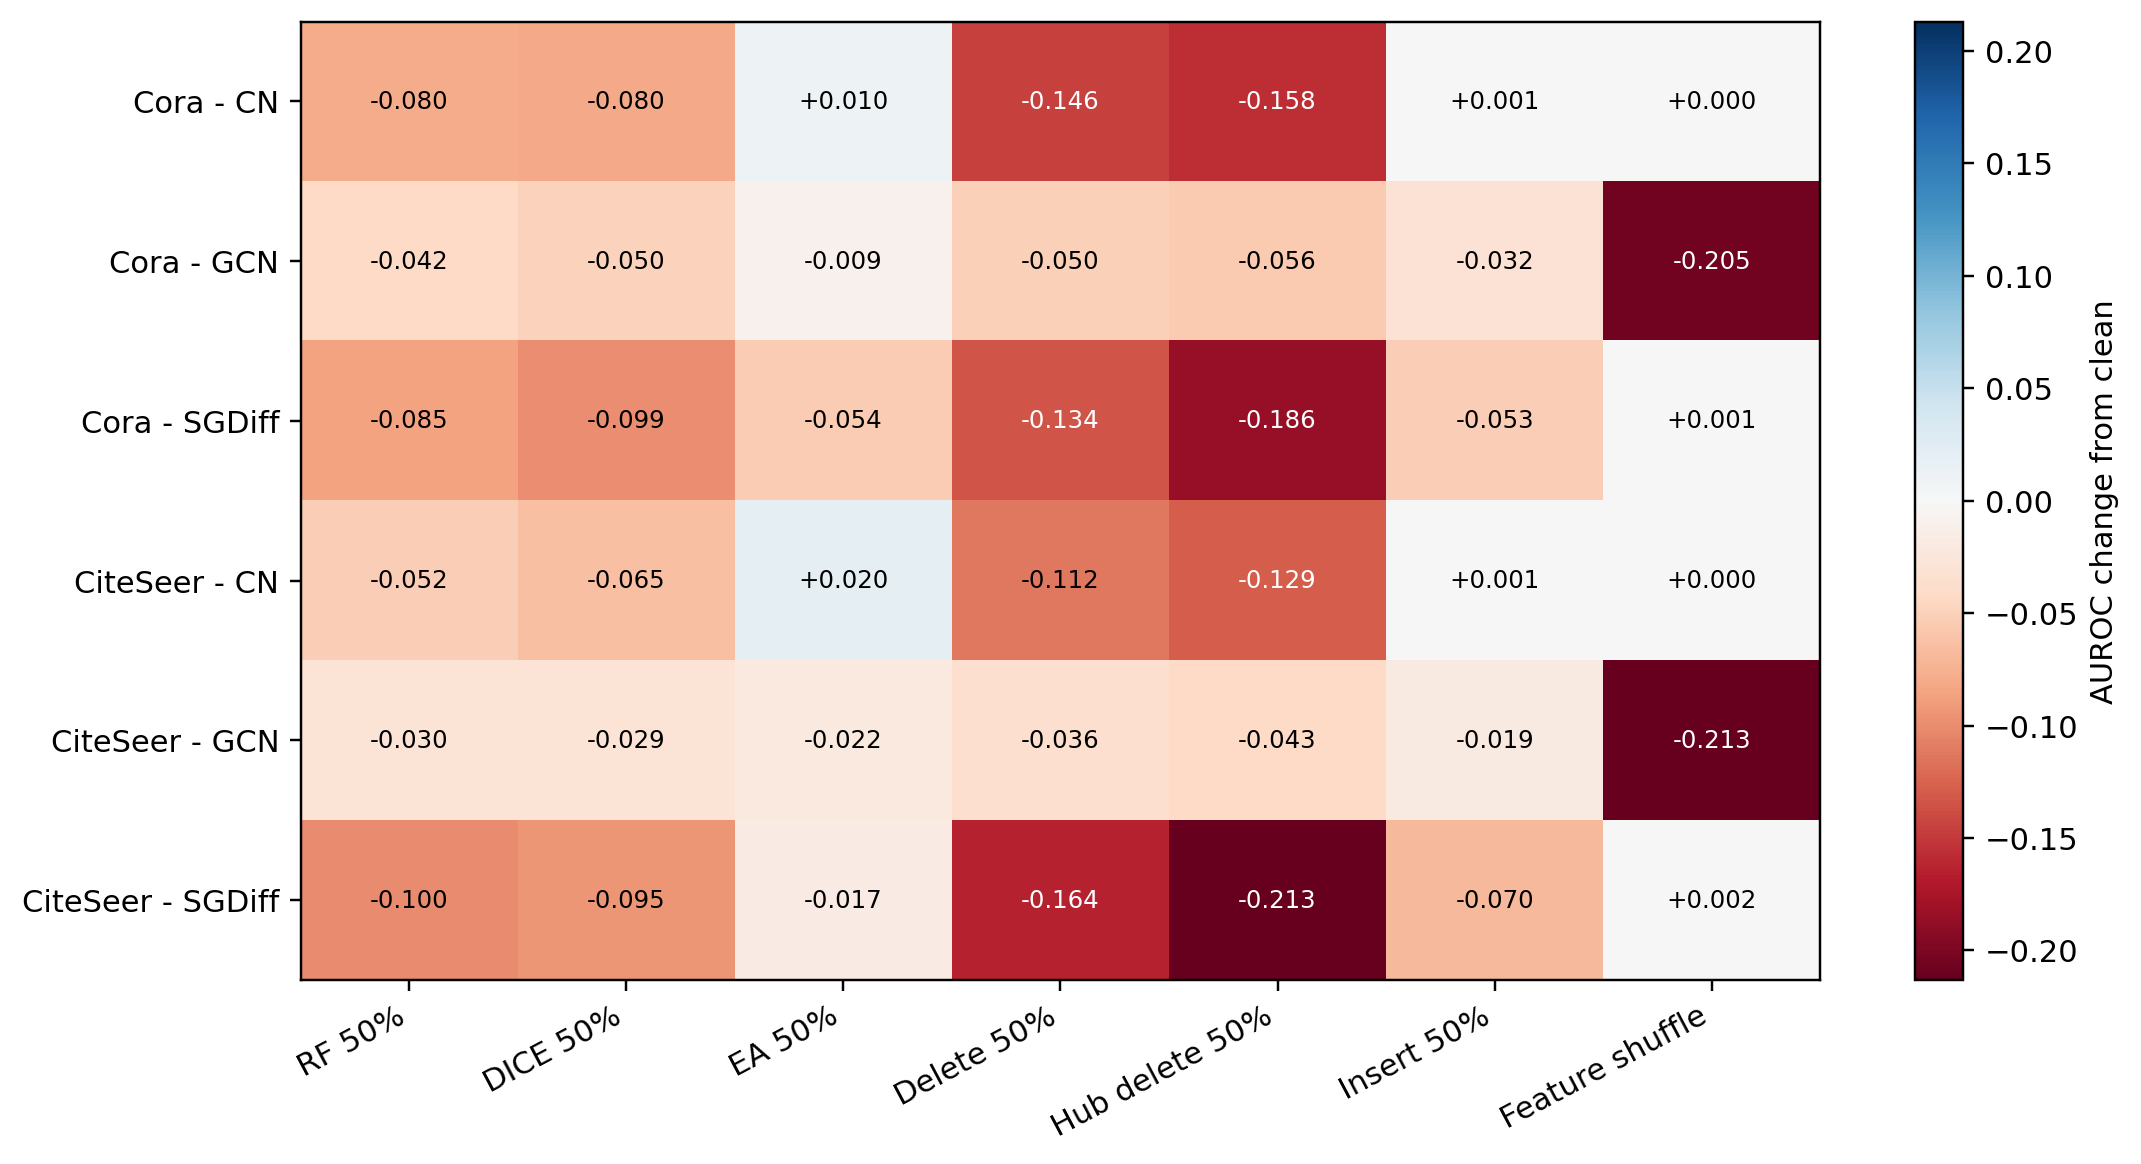 Cora - CN -0.080 -0.080 +0.010 -0.146 -0.158 +0.001 +0.000
Cora - GCN -0.042 -0.050 -0.009 -0.050 -0.056 -0.032 -0.205
Cora - SGDiff -0.085 -0.099 -0.054 -0.134 -0.186 -0.053 +0.001
CiteSeer - CN -0.052 -0.065 +0.020 -0.112 -0.129 +0.001 +0.000
CiteSeer - GCN -0.030 -0.029 -0.022 -0.036 -0.043 -0.019 -0.213
CiteSeer - SGDiff -0.100 -0.095 -0.017 -0.164 -0.213 -0.070 +0.002
RF 50%
DICE 50%
EA 50%
Delete 50%
Hub delete 50%
Insert 50%
Feature shuffle
0.20
0.15
0.10
0.05
0.00
−0.05
−0.10
−0.15
−0.20
AUROC change from clean